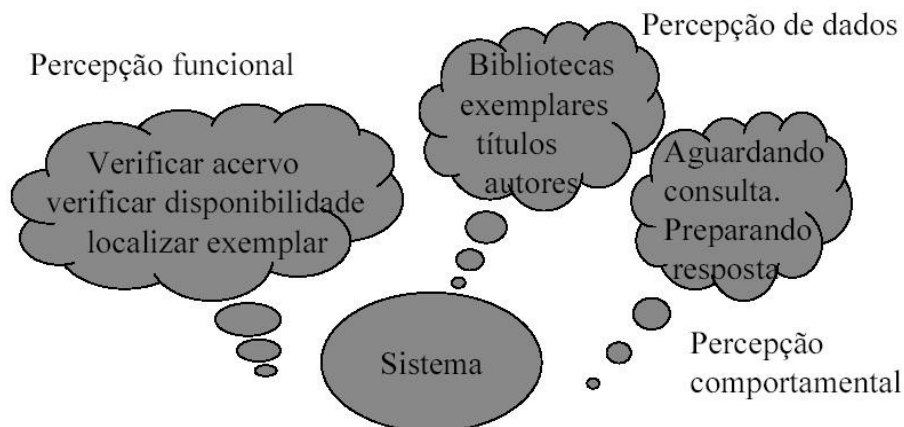 Percepção funcional
Verificar acervo
verificar disponibilidade
localizar exemplar
Percepção de dados
Bibliotecas
exemplares
títulos
autores
Aguardando
consulta.
Preparando
resposta
Percepção
comportamental
Sistema